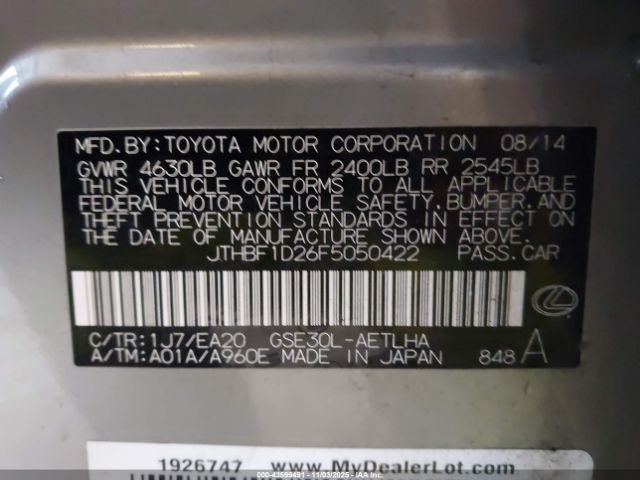 MFD.BY:TOYOTA MOTOR CORPORATION 08/14
GVWR 4630LB GAWR FR 2400LB RR 2545LB
THIS VEHICLE CONFORMS TO ALL APPLICABLE
FEDERAL MOTOR VEHICLE SAFETY,BUMPER,AND
THEFT PREVENTION STANDARDS IN EFFECT ON
THE DATE OF MANUFACTURE SHOWN ABOVE.
JTHBF1D26F5050422 PASS.CAR
C/TR:1J7/EA20 GSE30L-AETLHA
A/TM:A01A/A960E MADE IN JAPAN 848 A
1926747 www.MyDealerLot.com
© 43599491 - 11/03/2025 - IAA Inc.